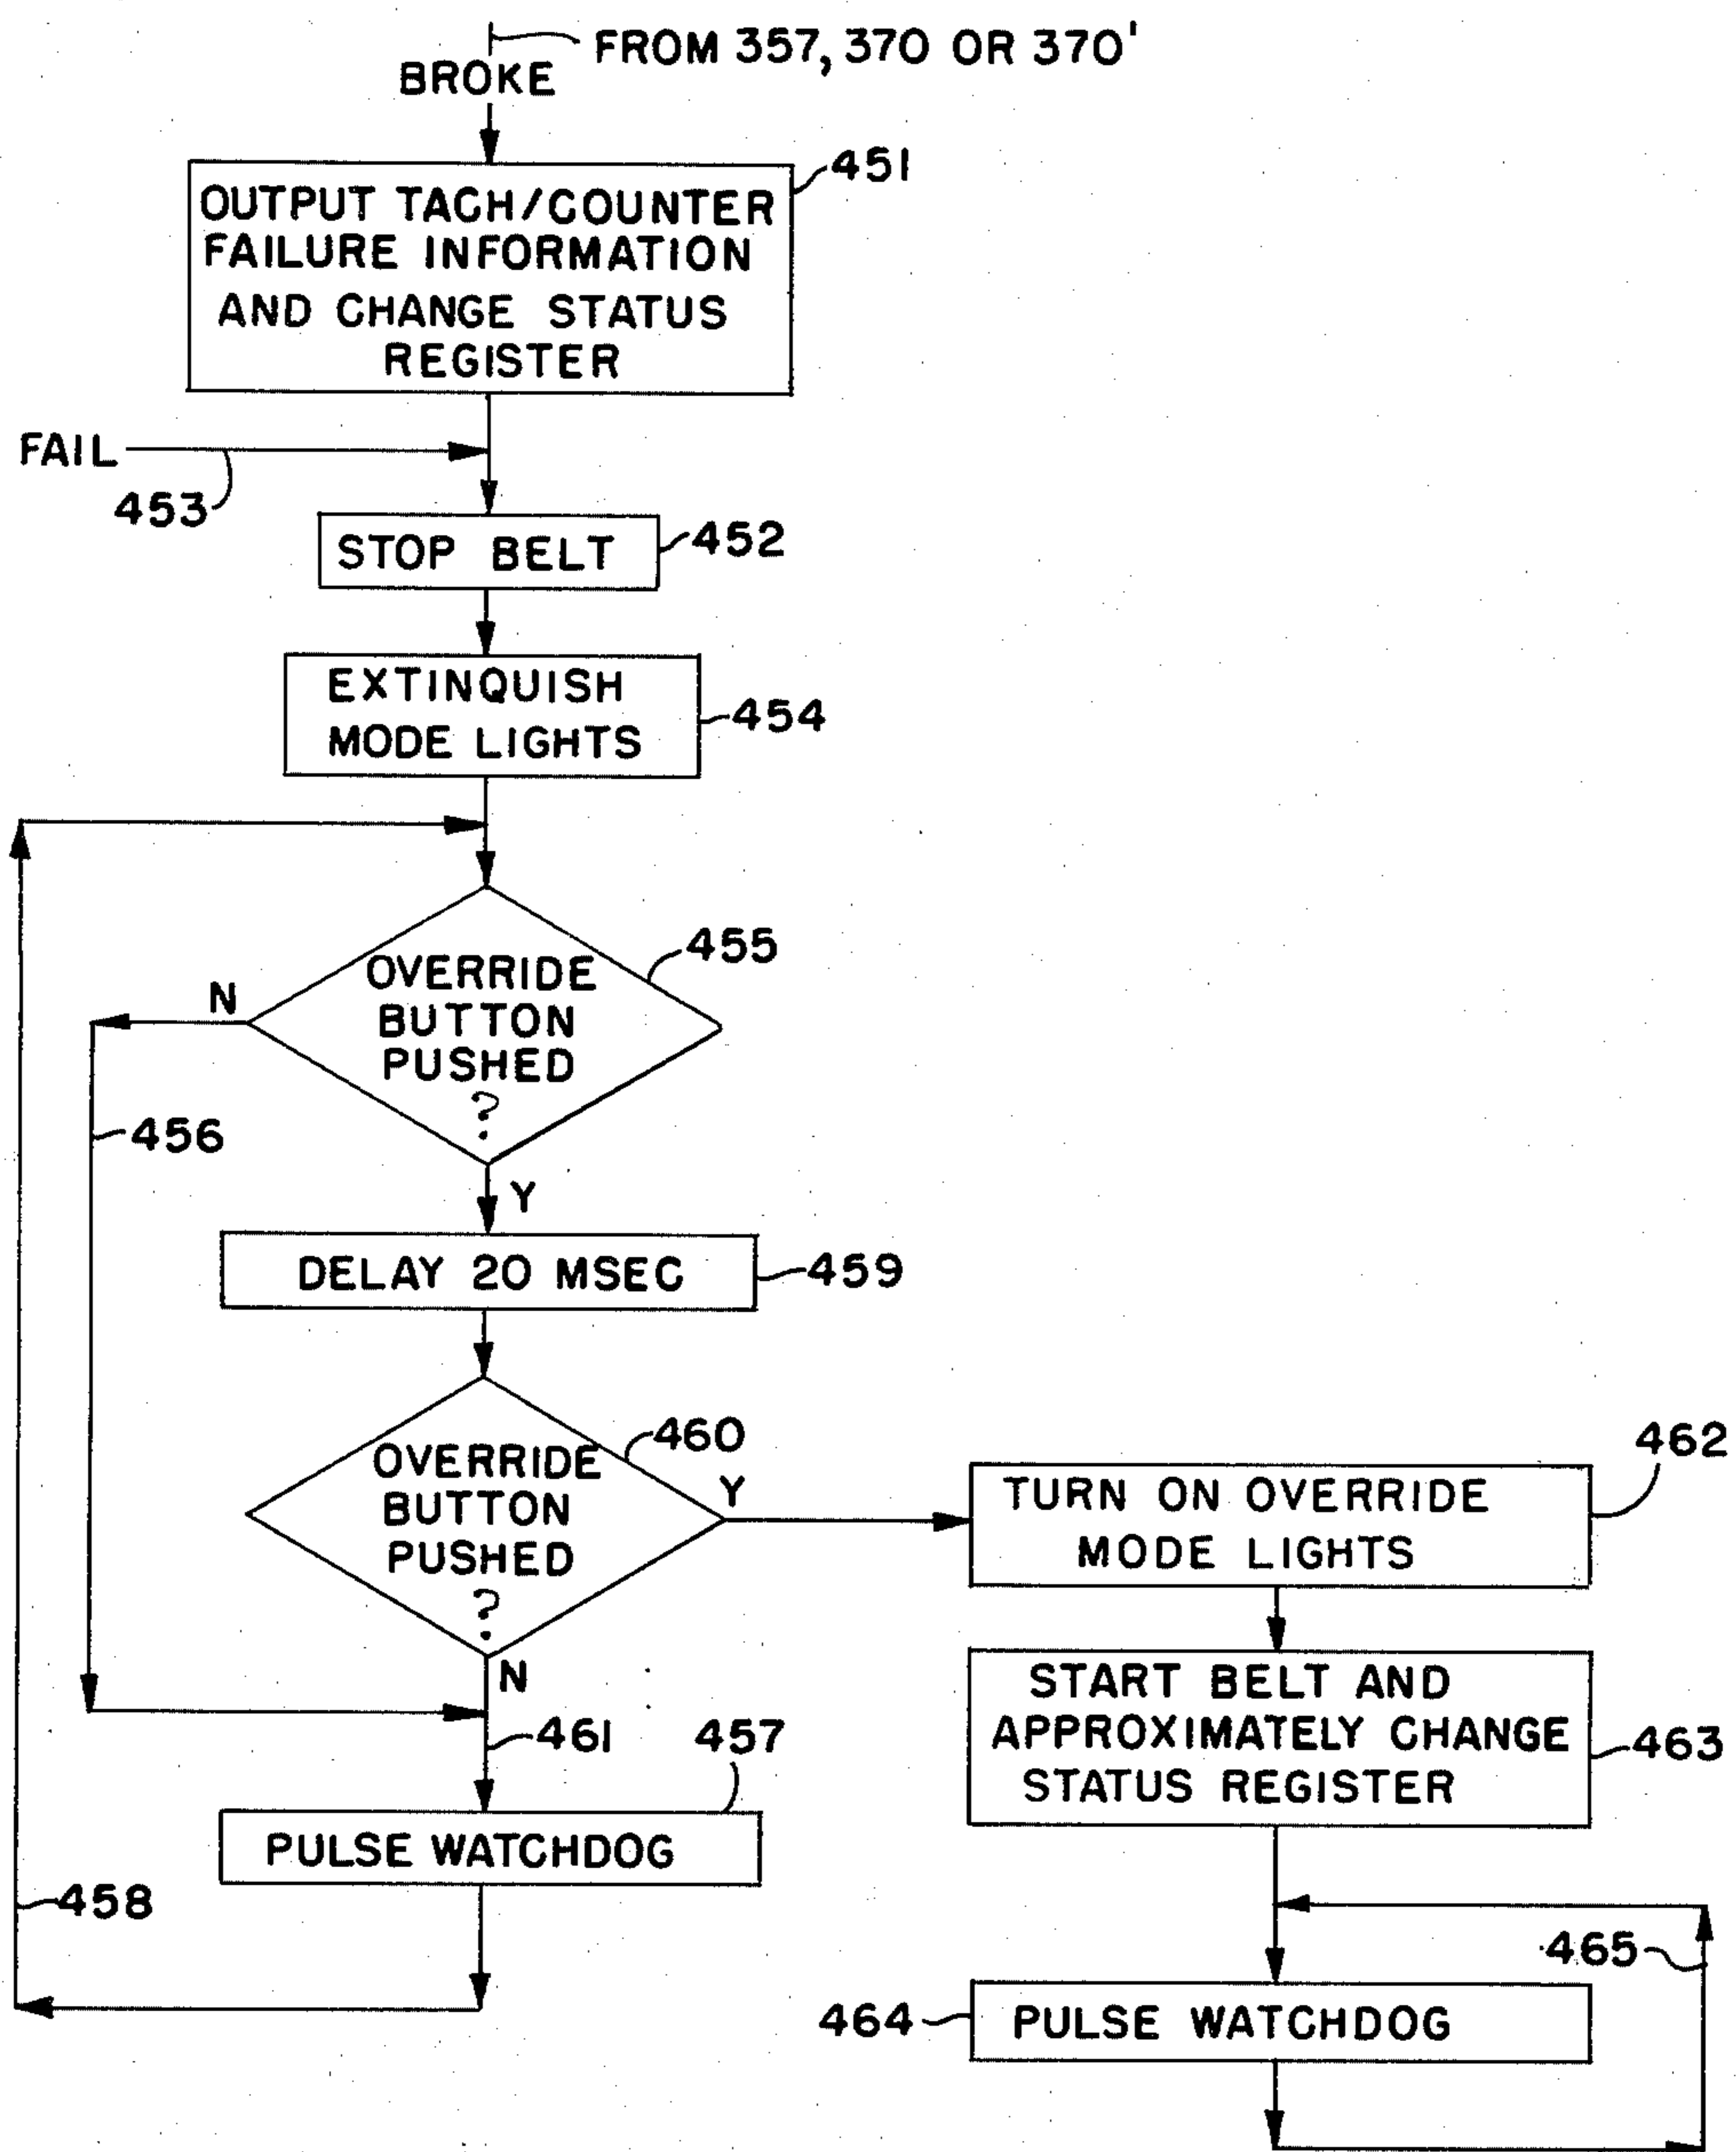 FROM 357, 370 OR 370'
BROKE
451
OUTPUT TACH/COUNTER
FAILURE INFORMATION
AND CHANGE STATUS
REGISTER
FAIL
453
STOP BELT
452
EXTINQUISH
MODE LIGHTS
454
455
OVERRIDE
BUTTON
PUSHED
?
N
456
Y
DELAY 20 MSEC
459
460
OVERRIDE
BUTTON
PUSHED
?
Y
N
461
457
PULSE WATCHDOG
458
462
TURN ON OVERRIDE
MODE LIGHTS
START BELT AND
APPROXIMATELY CHANGE
STATUS REGISTER
463
465
464
PULSE WATCHDOG